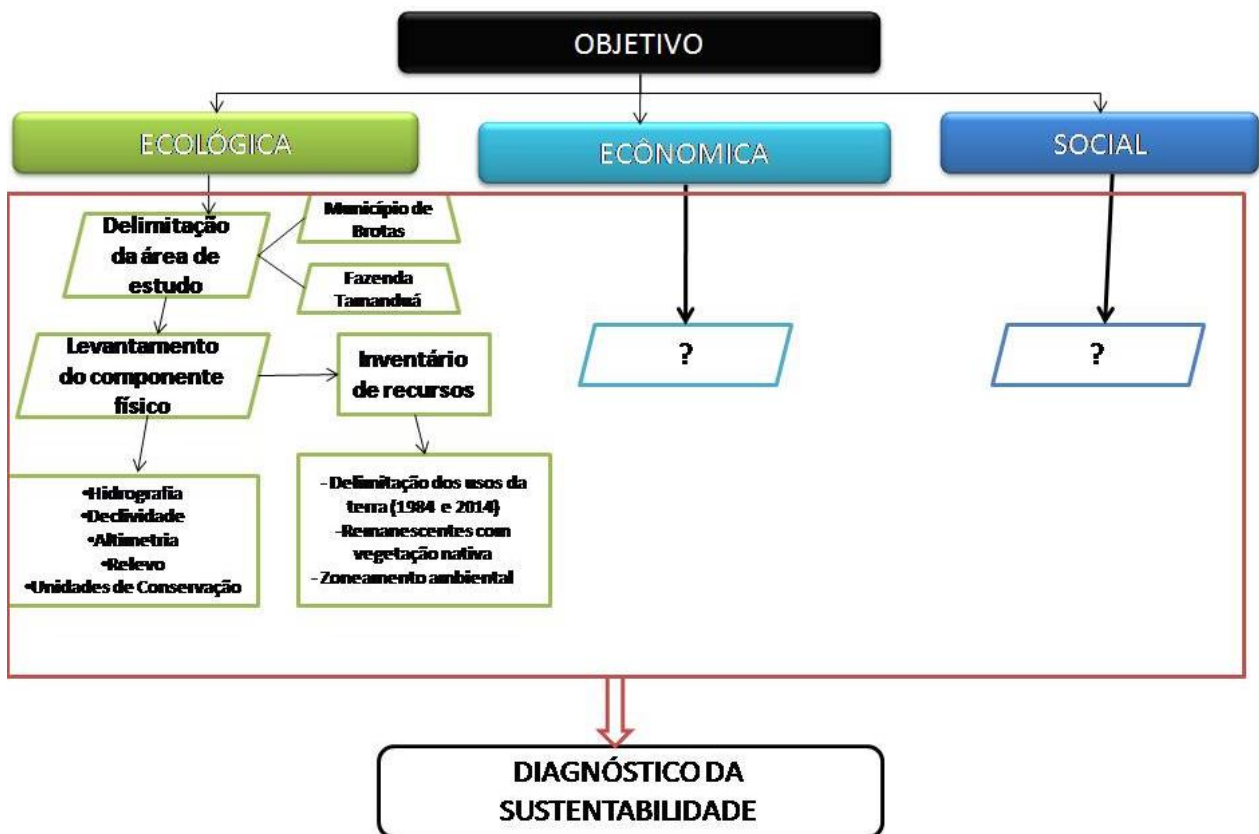 OBJETIVO
ECOLÓGICA
ECÔNOMICA
SOCIAL
Delimitação
da área de
estudo
Município de
Brotas
Fazenda
Tamanduá
Levantamento
do componente
físico
Inventário
de recursos
?
?
•Hidrografia
•Declividade
•Altimetria
•Relevo
•Unidades de Conservação
- Delimitação dos usos da
terra (1984 e 2014)
-Remanescentes com
vegetação nativa
- Zoneamento ambiental
DIAGNÓSTICO DA
SUSTENTABILIDADE